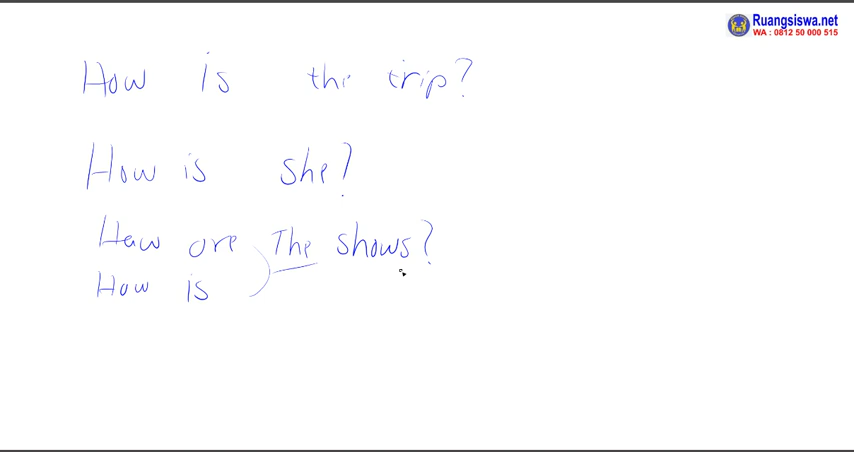 Ruangsiswa.net
WA : 0812 50 000 515
How is the trip?
How is she?
Haw are The shows?
How is